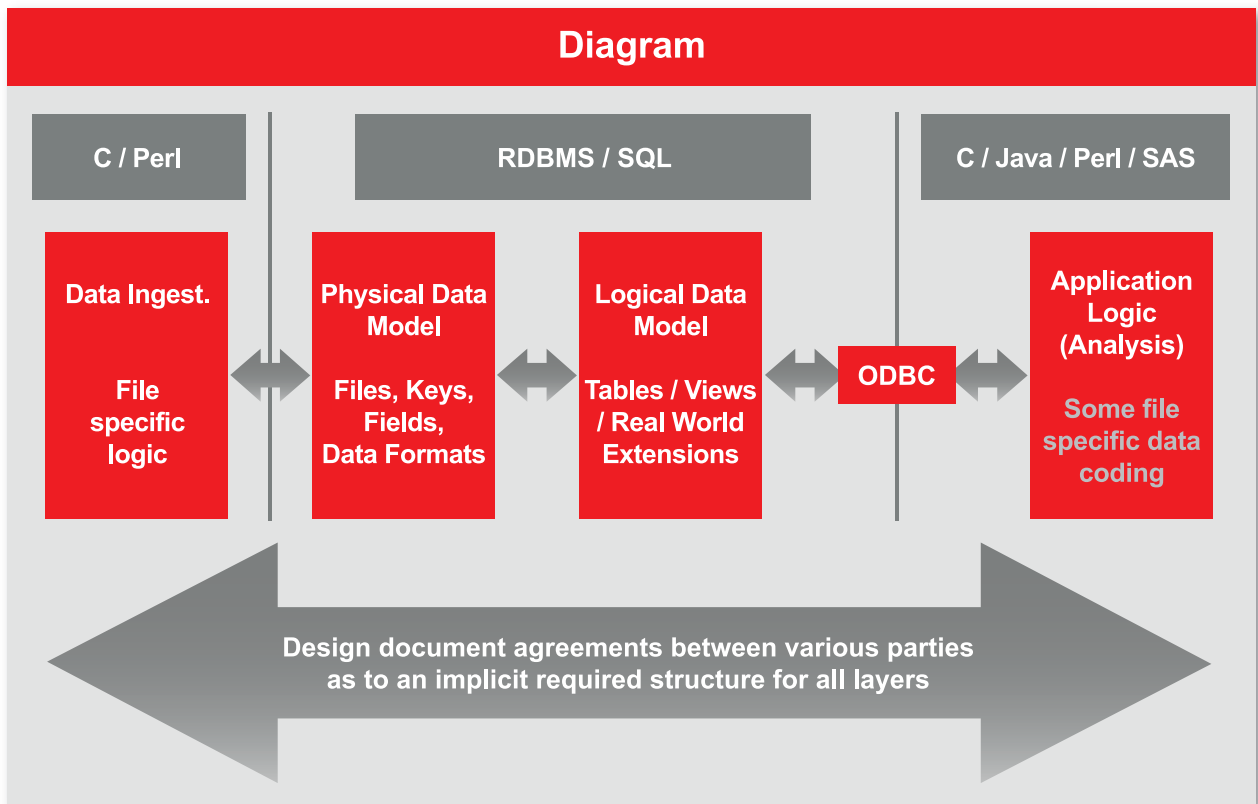 Diagram
C / Perl
RDBMS / SQL
C / Java / Perl / SAS
Data Ingest.
File
specific
logic
Physical Data
Model
Files, Keys,
Fields,
Data Formats
Logical Data
Model
Tables / Views
/ Real World
Extensions
ODBC
Application
Logic
(Analysis)
Some file
specific data
coding
Design document agreements between various parties
as to an implicit required structure for all layers